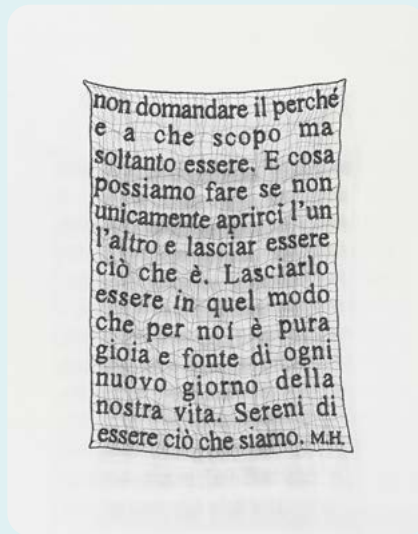 non domandare il perché
e a che scopo ma
soltanto essere. E cosa
possiamo fare se non
unicamente aprirci l'un
l'altro e lasciar essere
ciò che è. Lasciarlo
essere in quel modo
che per noi è pura
gioia e fonte di ogni
nuovo giorno della
nostra vita. Sereni di
essere ciò che siamo. M.H.